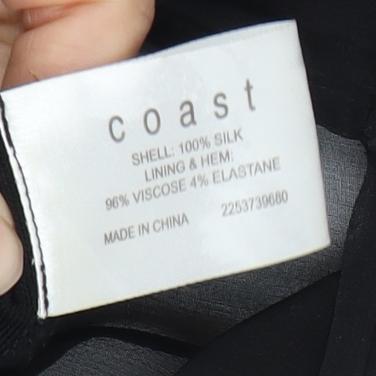 coast
SHELL: 100% SILK
LINING & HEM:
96% VISCOSE 4% ELASTANE
MADE IN CHINA 2253739680